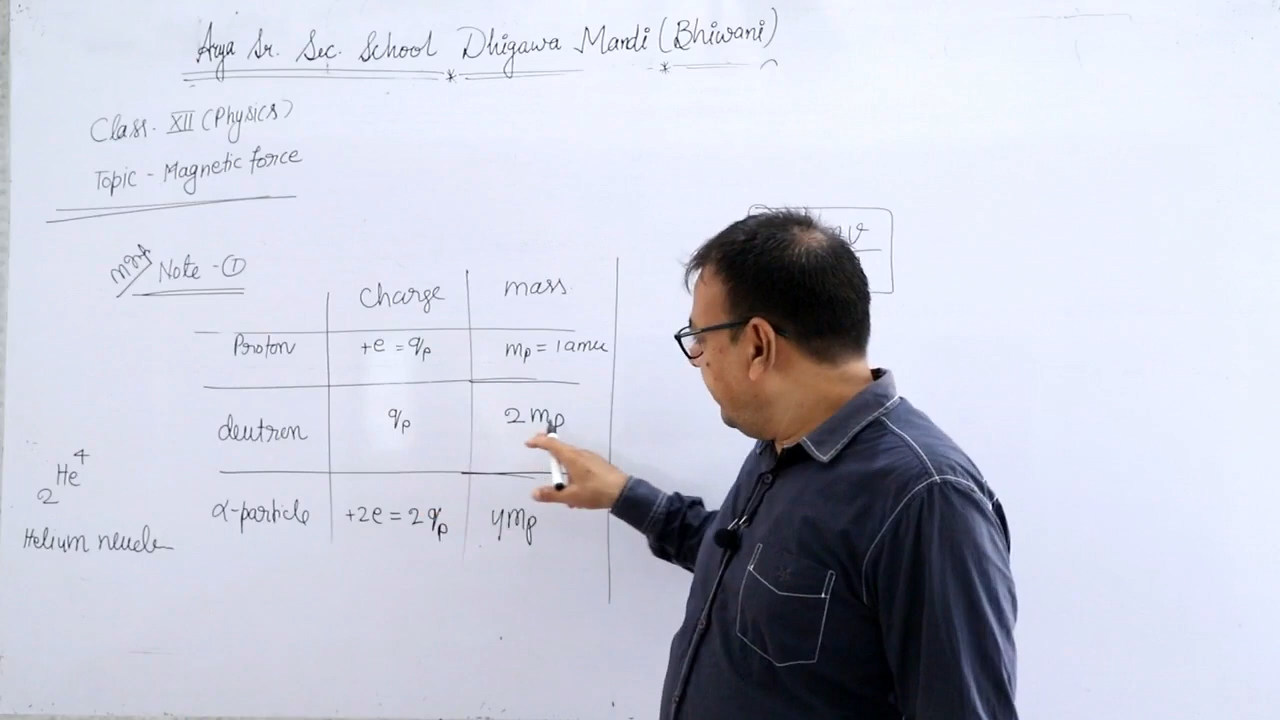 Arya Sr. Sec. School Dhigawa Mandi (Bhiwani)
Class - XII (Physics)
Topic - Magnetic force
Note - ①
charge mass
Proton +e = qp mp = 1amu
deutron qp 2mp
α-particle +2e = 2qp 4mp
2He4
Helium